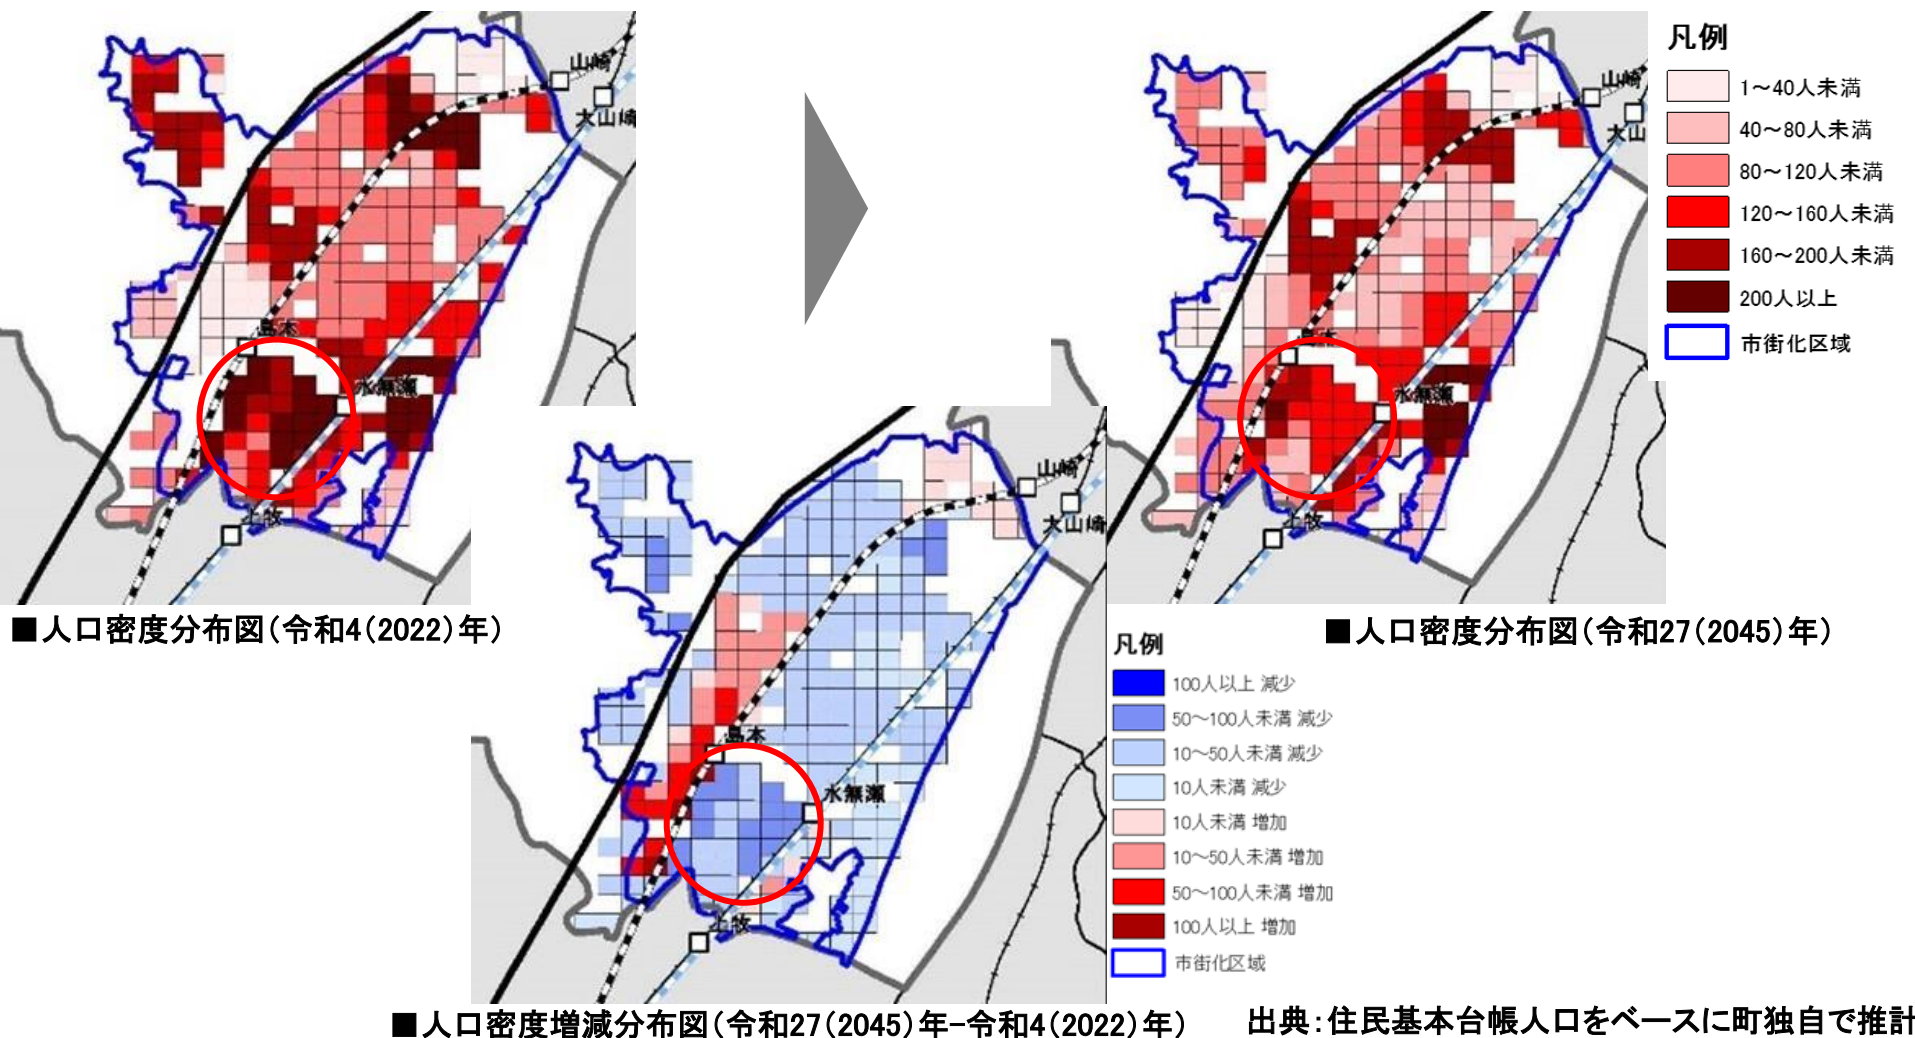 山崎
大山崎
島本
水無瀬
上牧
■人口密度分布図(令和4(2022)年)
山崎
大山
島本
水無瀬
上牧
■人口密度分布図(令和27(2045)年)
凡例
1～40人未満
40～80人未満
80～120人未満
120～160人未満
160～200人未満
200人以上
市街化区域
山崎
大山崎
島本
水無瀬
上牧
凡例
100人以上 減少
50～100人未満 減少
10～50人未満 減少
10人未満 減少
10人未満 増加
10～50人未満 増加
50～100人未満 増加
100人以上 増加
市街化区域
■人口密度増減分布図(令和27(2045)年-令和4(2022)年)
出典:住民基本台帳人口をベースに町独自で推計